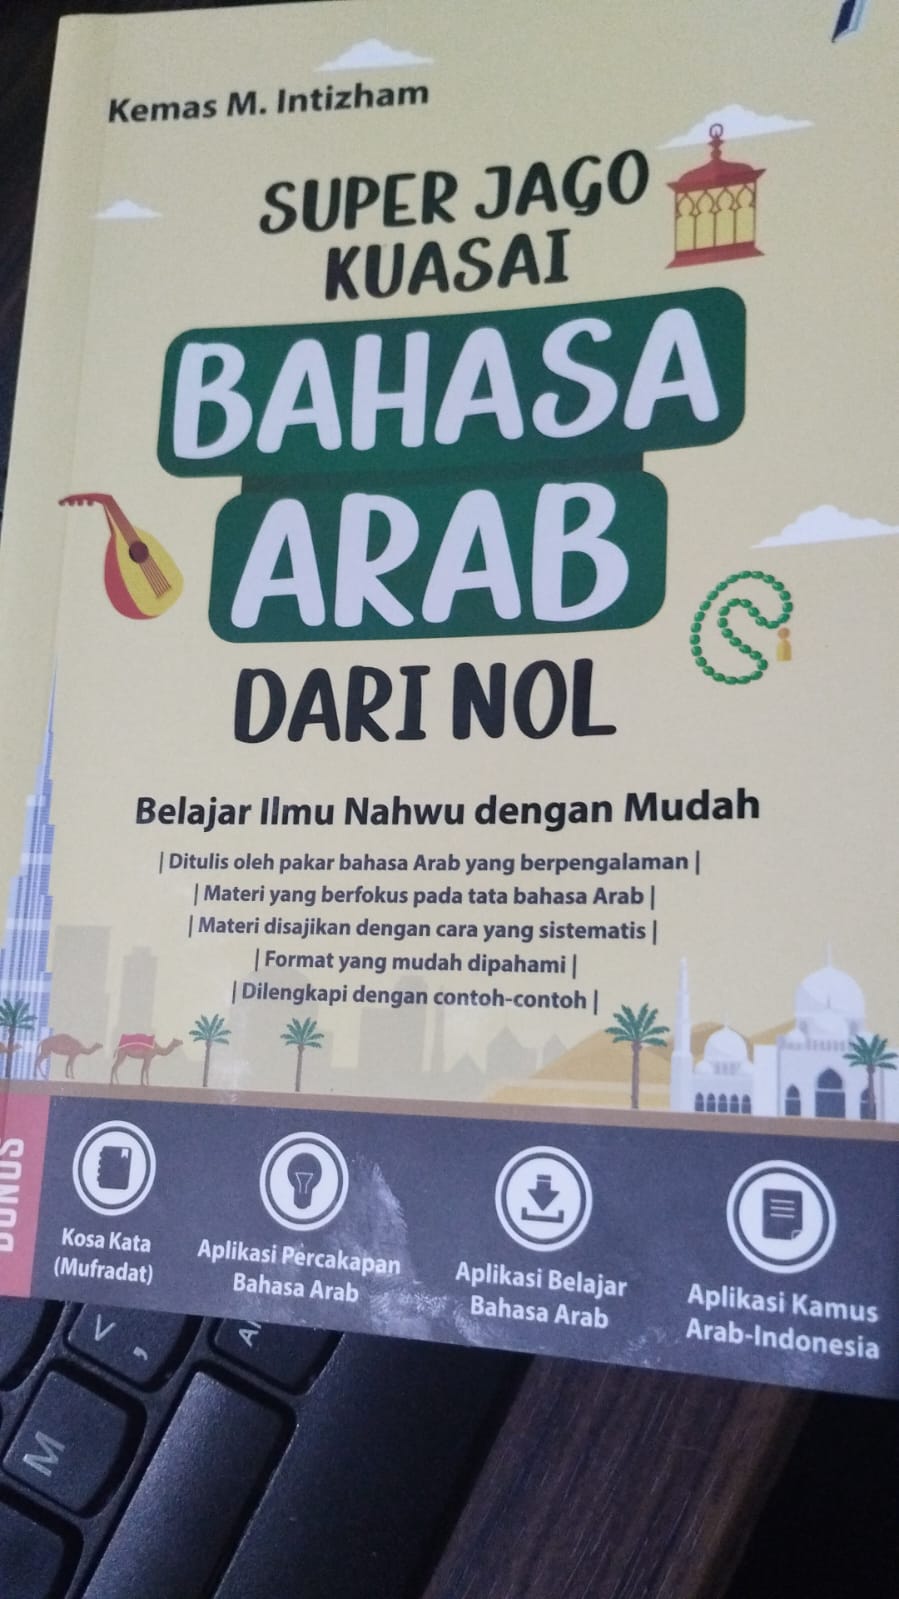 Kemas M. Intizham
SUPER JAGO
KUASAI
BAHASA
ARAB
DARI NOL
Belajar Ilmu Nahwu dengan Mudah
| Ditulis oleh pakar bahasa Arab yang berpengalaman |
| Materi yang berfokus pada tata bahasa Arab |
| Materi disajikan dengan cara yang sistematis |
| Format yang mudah dipahami |
| Dilengkapi dengan contoh-contoh |
BONUS
Kosa Kata
(Mufradat)
Aplikasi Percakapan
Bahasa Arab
Aplikasi Belajar
Bahasa Arab
Aplikasi Kamus
Arab-Indonesia
V
,
M